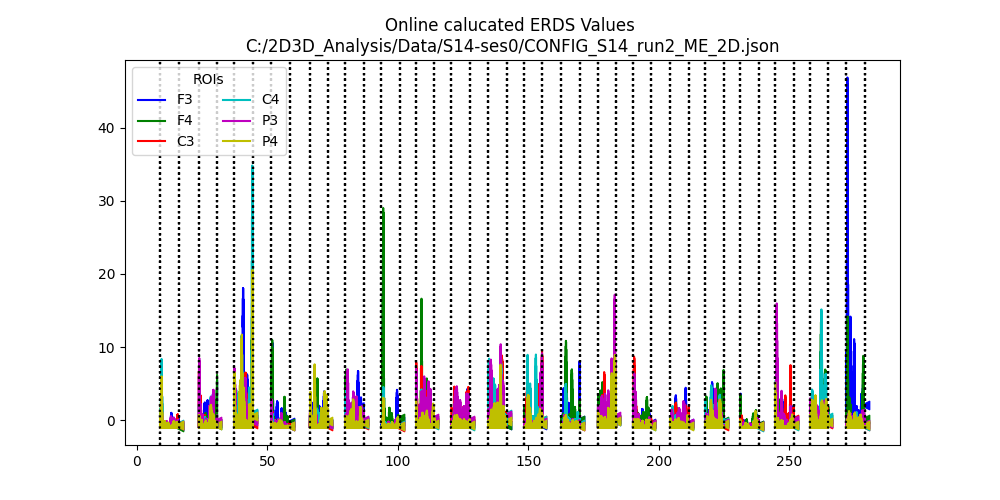 Online calucated ERDS Values
C:/2D3D_Analysis/Data/S14-ses0/CONFIG_S14_run2_ME_2D.json
ROIs
F3 C4
F4 P3
C3 P4
40
30
20
10
0
0 50 100 150 200 250